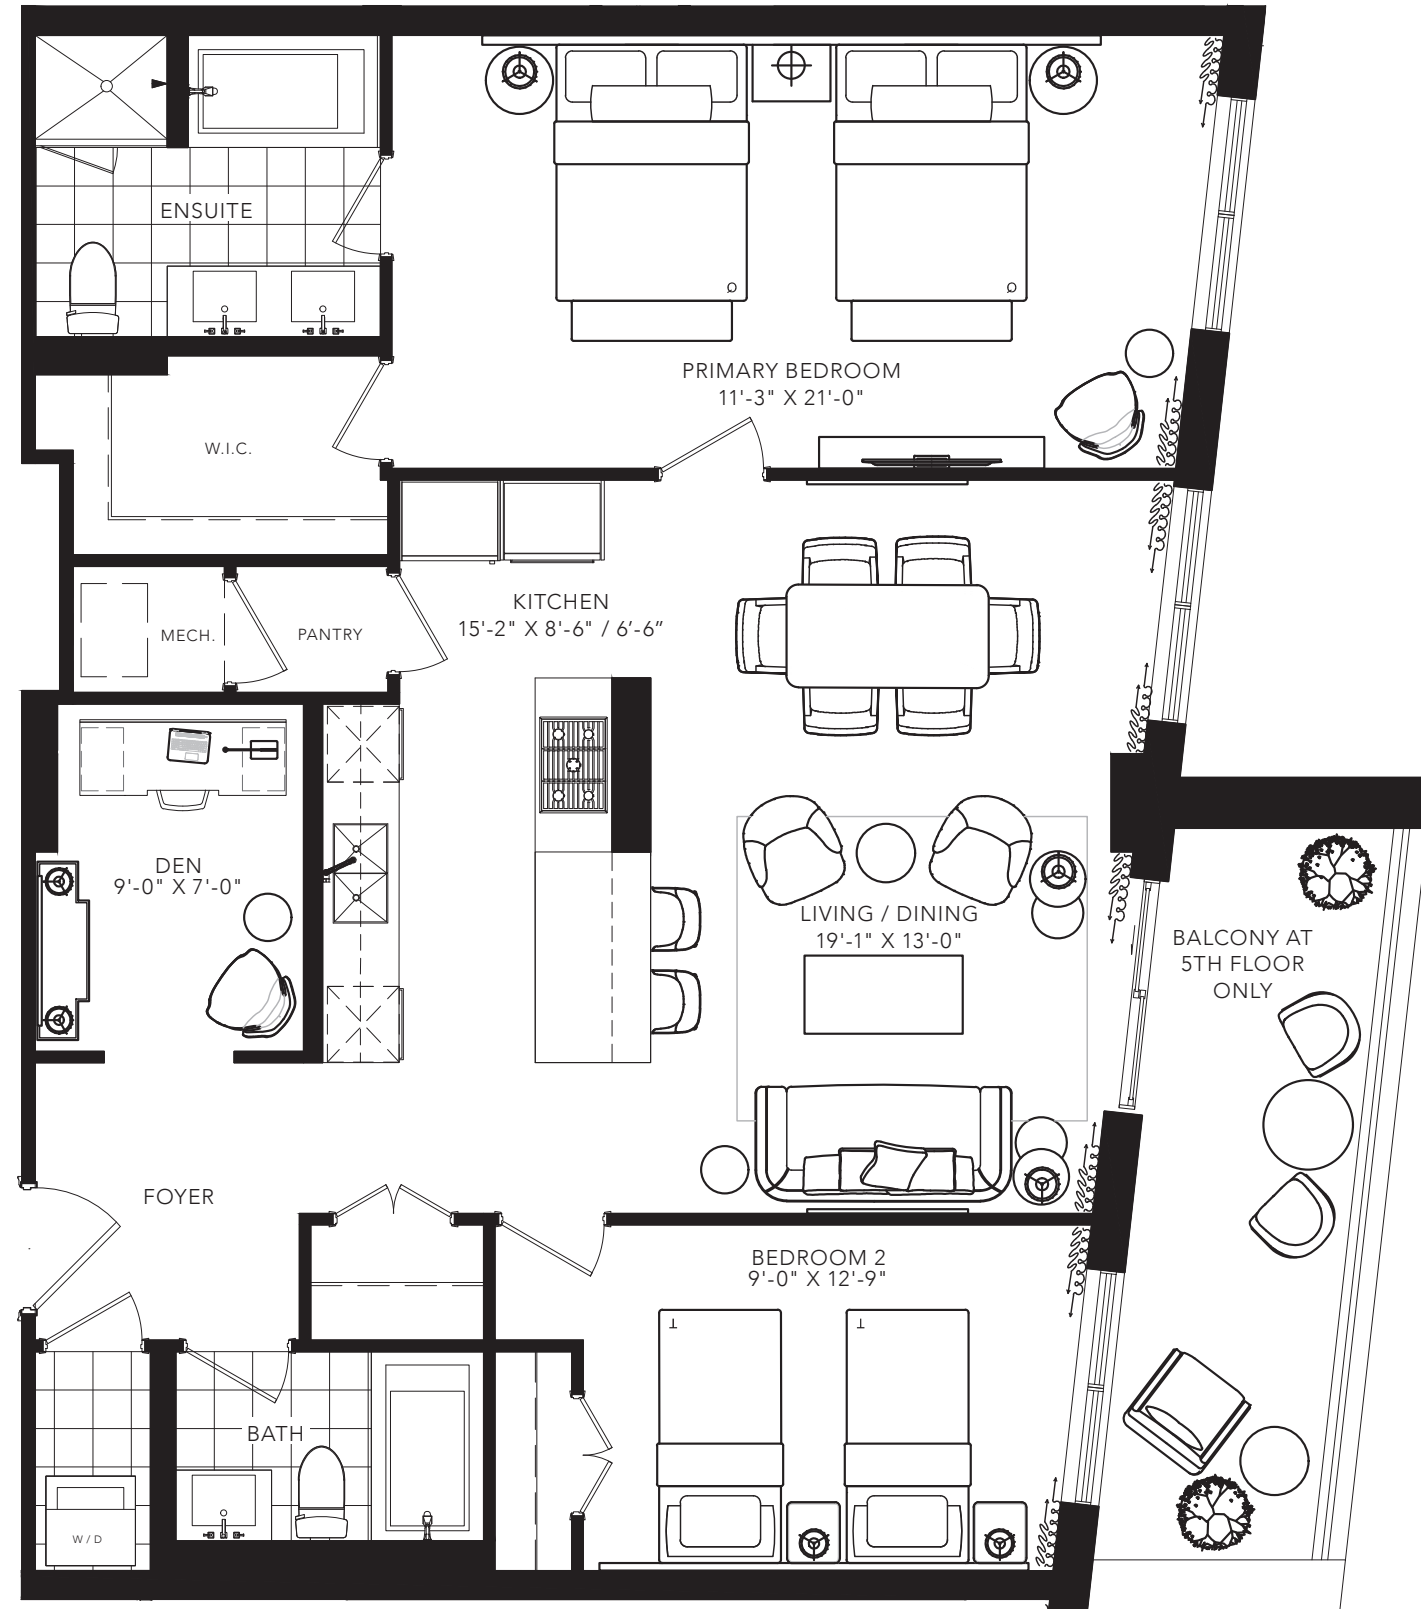 ENSUITE
PRIMARY BEDROOM
11'-3" X 21'-0"
W.I.C.
KITCHEN
15'-2" X 8'-6" / 6’-6”
MECH.
PANTRY
DEN
9'-0" X 7'-0"
LIVING / DINING
19'-1" X 13'-0"
BALCONY AT
5TH FLOOR
ONLY
FOYER
BEDROOM 2
9'-0" X 12'-9"
BATH
W/D